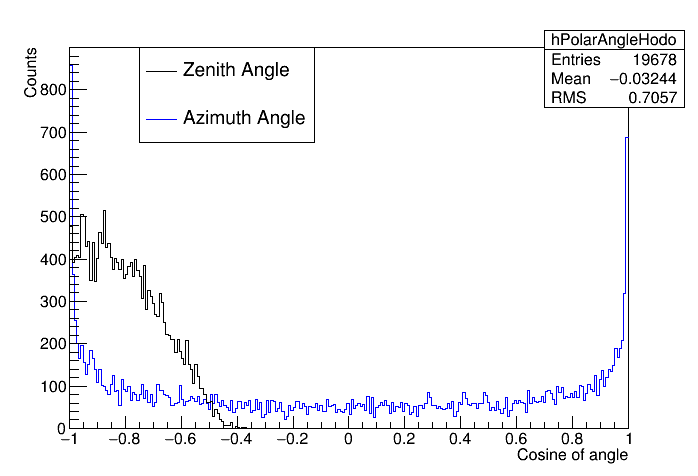 hPolarAngleHodo
Entries 19678
Mean −0.03244
RMS 0.7057
Counts
Zenith Angle
Azimuth Angle
800
700
600
500
400
300
200
100
0
−1 −0.8 −0.6 −0.4 −0.2 0 0.2 0.4 0.6 0.8 1
Cosine of angle